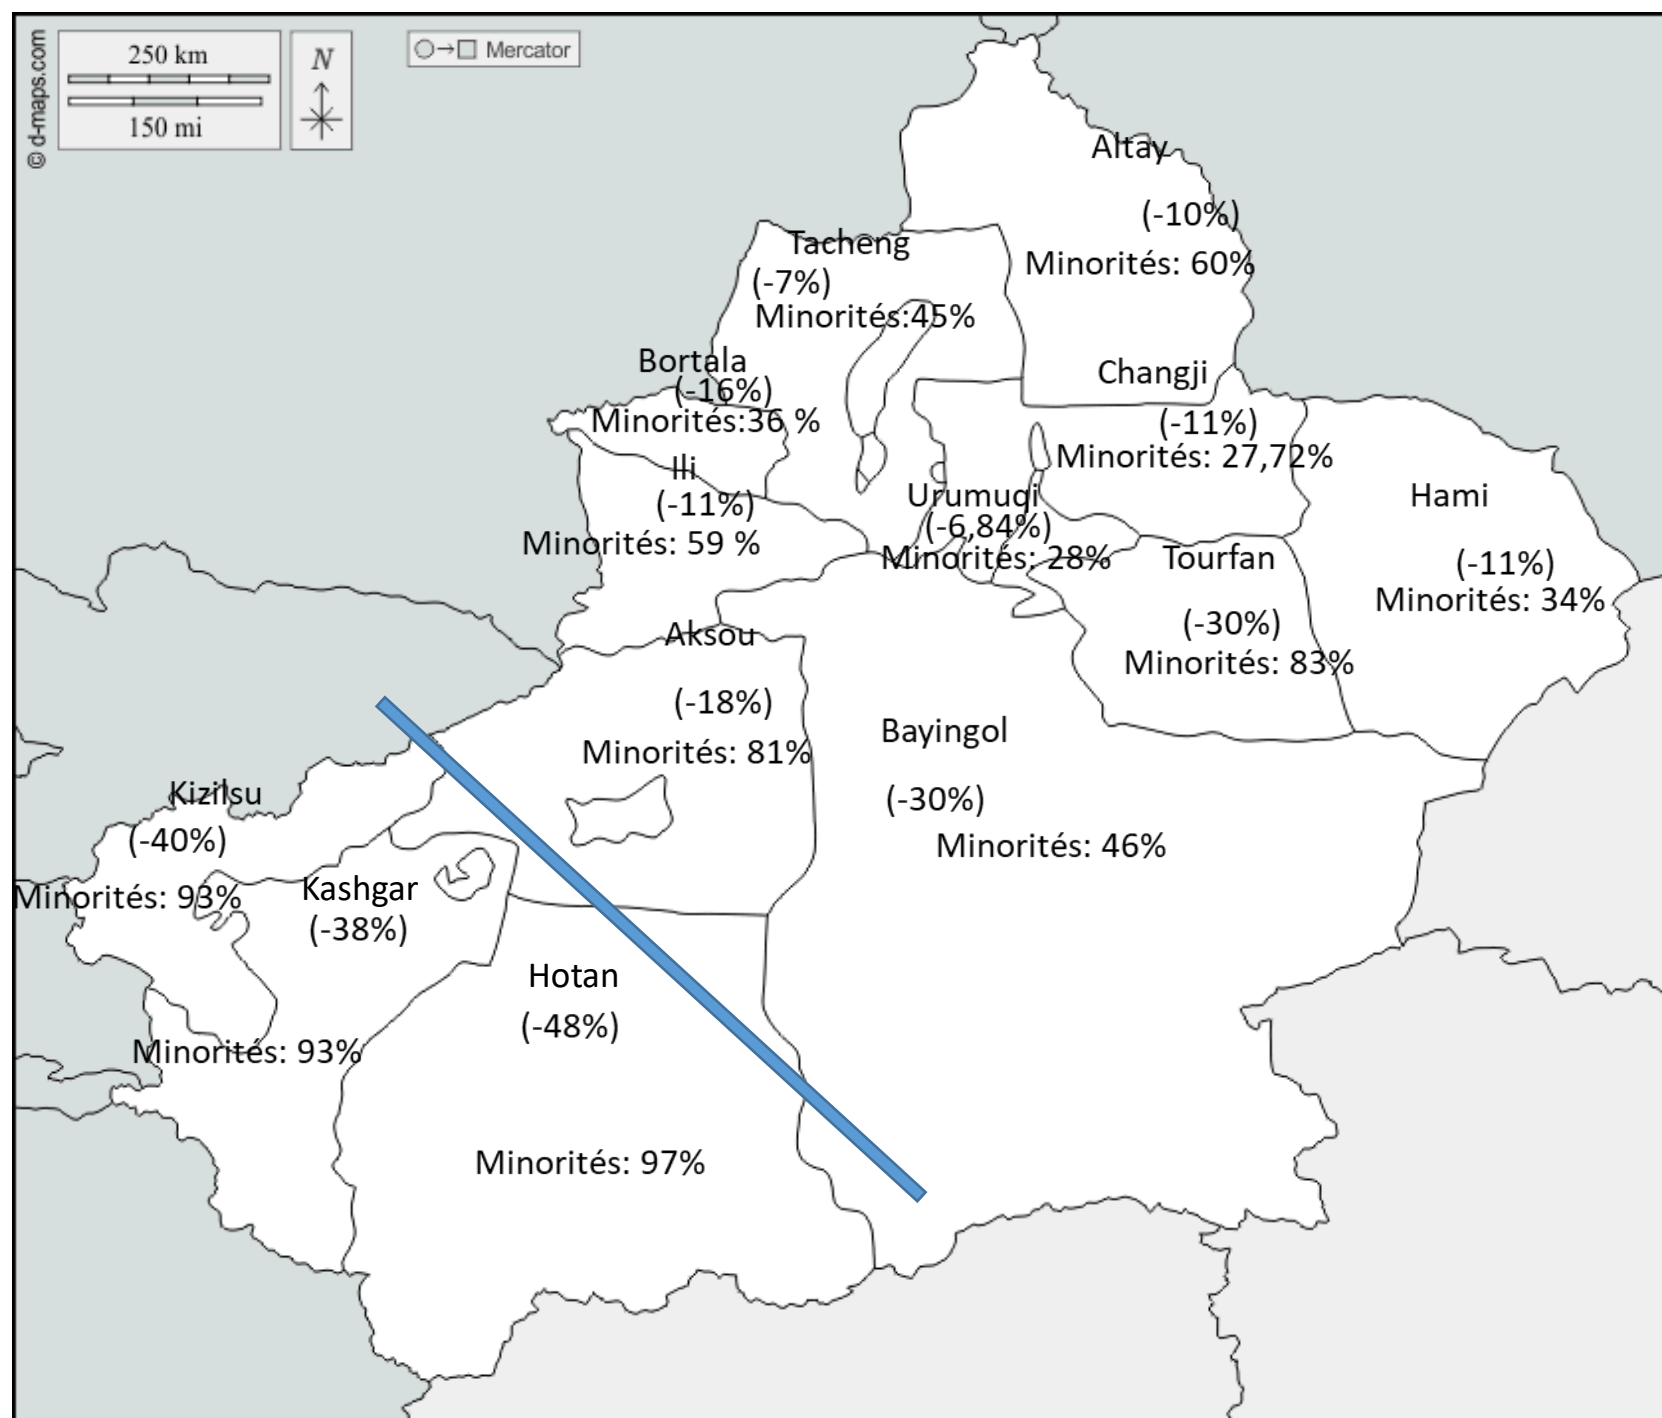 © d-maps.com
250 km
150 mi
N
Mercator
Altay
(-10%)
Minorités: 60%
Tacheng
(-7%)
Minorités:45%
Bortala
(-16%)
Minorités:36 %
Changji
(-11%)
Minorités: 27,72%
Ili
(-11%)
Minorités: 59 %
Urumuqi
(-6,84%)
Minorités: 28%
Hami
(-11%)
Minorités: 34%
Tourfan
(-30%)
Minorités: 83%
Aksou
(-18%)
Minorités: 81%
Bayingol
(-30%)
Minorités: 46%
Kizilsu
(-40%)
Minorités: 93%
Kashgar
(-38%)
Minorités: 93%
Hotan
(-48%)
Minorités: 97%